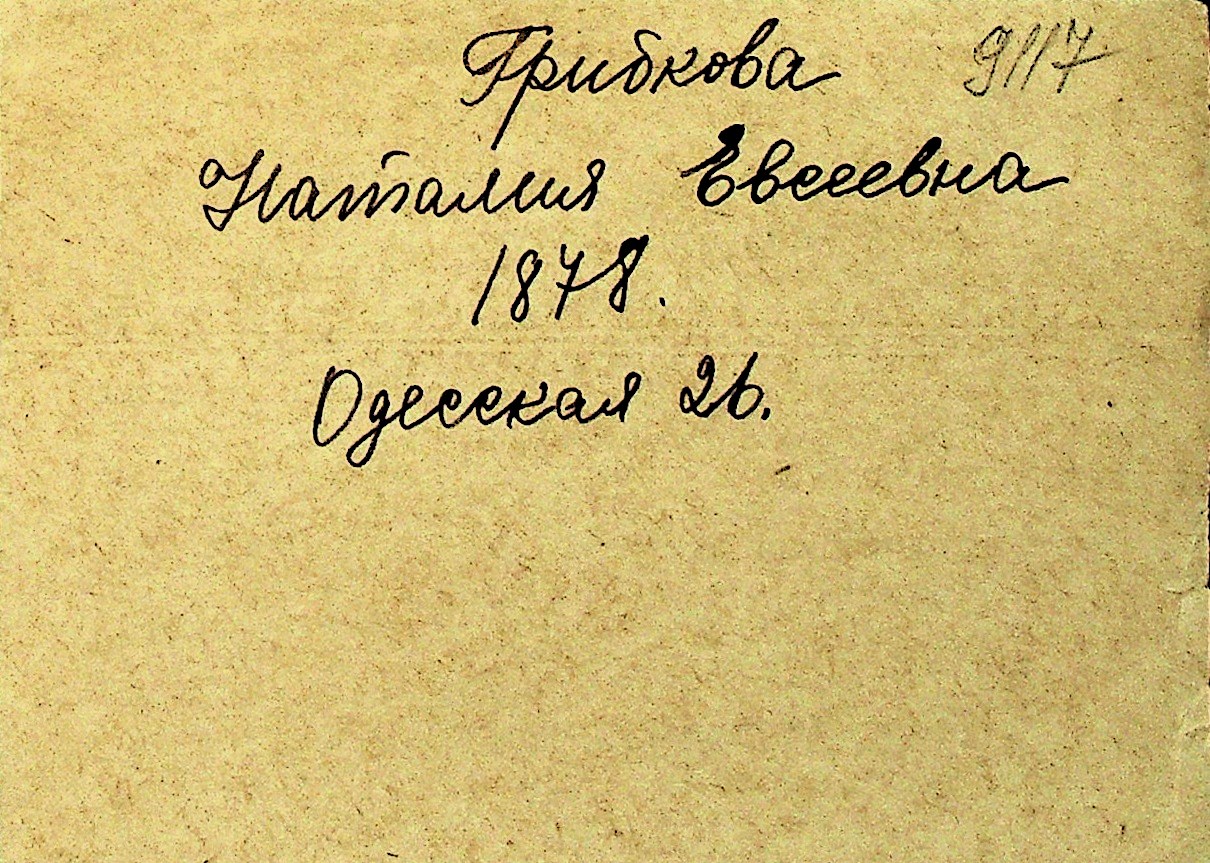 Грибкова 9117
Наталия Евсеевна
1878.
Одесская 26.